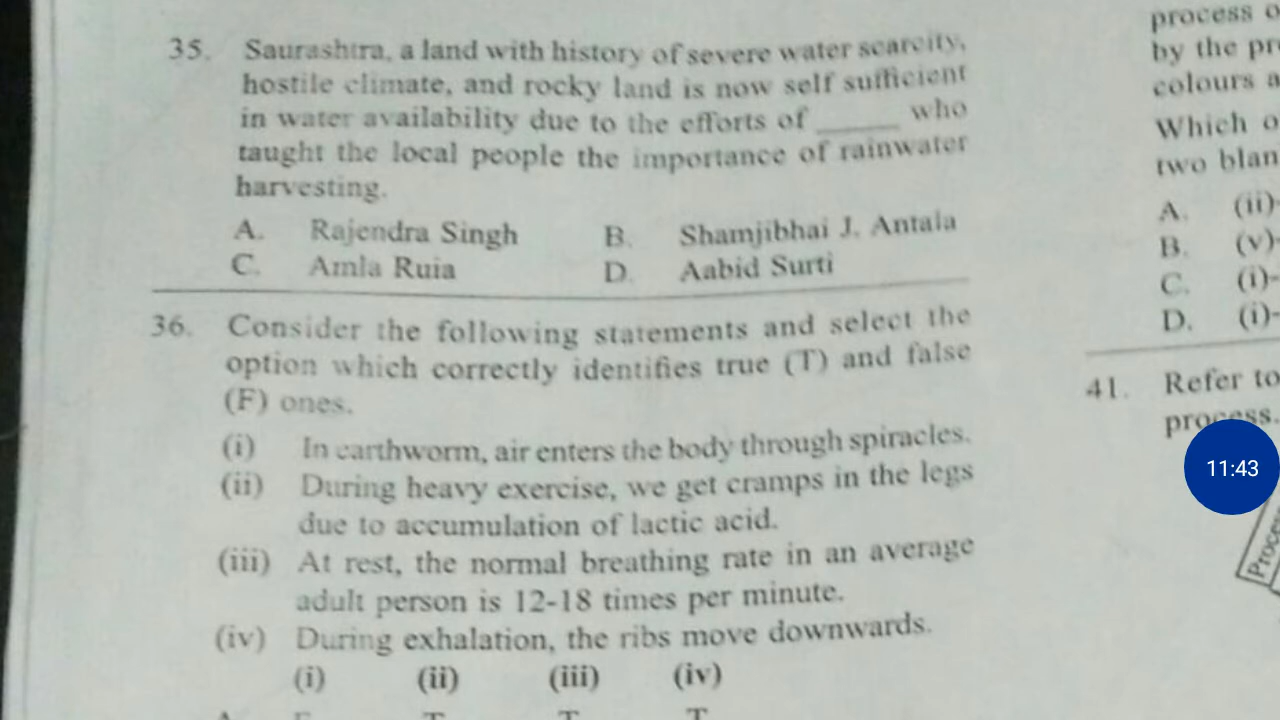 35. Saurashtra, a land with history of severe water scarcity,
hostile climate, and rocky land is now self sufficient
in water availability due to the efforts of ______ who
taught the local people the importance of rainwater
harvesting.
A. Rajendra Singh B. Shamjibhai J. Antala
C. Amla Ruia D. Aabid Surti
36. Consider the following statements and select the
option which correctly identifies true (T) and false
(F) ones.
(i) In earthworm, air enters the body through spiracles.
(ii) During heavy exercise, we get cramps in the legs
due to accumulation of lactic acid.
(iii) At rest, the normal breathing rate in an average
adult person is 12-18 times per minute.
(iv) During exhalation, the ribs move downwards.
(i) (ii) (iii) (iv)
process
by the
colours
Which
two
A. (ii)-
B. (v)-
C. (i)-
D. (i)-
41. Refer to
process.
11:43